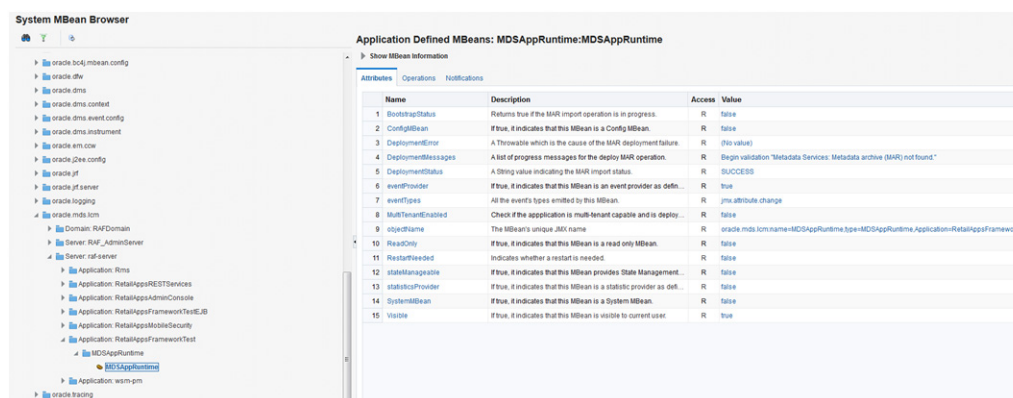 System MBean Browser
oracle.bc4j.mbean.config
oracle.dfw
oracle.dms
oracle.dms.context
oracle.dms.event.config
oracle.dms.instrument
oracle.em.ccw
oracle.j2ee.config
oracle.jrf
oracle.jrf.server
oracle.logging
oracle.mds.lcm
Domain: RAFDomain
Server: RAF_AdminServer
Server: raf-server
Application: Rms
Application: RetailAppsRESTServices
Application: RetailAppsAdminConsole
Application: RetailAppsFrameworkTestEJB
Application: RetailAppsMobileSecurity
Application: RetailAppsFrameworkTest
MDSAppRuntime
MDSAppRuntime
Application: wsm-pm
oracle.tracing
Application Defined MBeans: MDSAppRuntime:MDSAppRuntime
Show MBean Information
Attributes Operations Notifications
Name Description Access Value
1 BootstrapStatus Returns true if the MAR import operation is in progress. R false
2 ConfigMBean If true, it indicates that this MBean is a Config MBean. R false
3 DeploymentError A Throwable which is the cause of the MAR deployment failure. R (No value)
4 DeploymentMessages A list of progress messages for the deploy MAR operation. R Begin validation "Metadata Services: Metadata archive (MAR) not found."
5 DeploymentStatus A String value indicating the MAR import status. R SUCCESS
6 eventProvider If true, it indicates that this MBean is an event provider as defin... R true
7 eventTypes All the event's types emitted by this MBean. R jmx.attribute.change
8 MultiTenantEnabled Check if the appplication is multi-tenant capable and is deploy... R false
9 objectName The MBean's unique JMX name R oracle.mds.lcm:name=MDSAppRuntime,type=MDSAppRuntime,Application=RetailAppsFramewo
10 ReadOnly If true, it indicates that this MBean is a read only MBean. R false
11 RestartNeeded Indicates whether a restart is needed. R false
12 stateManageable If true, it indicates that this MBean provides State Management... R false
13 statisticsProvider If true, it indicates that this MBean is a statistic provider as defi... R false
14 SystemMBean If true, it indicates that this MBean is a System MBean. R false
15 Visible If true, it indicates that this MBean is visible to current user. R true